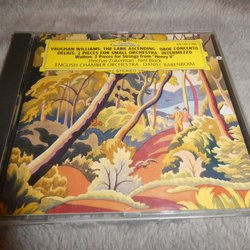 VAUGHAN WILLIAMS: THE LARK ASCENDING · OBOE CONCERTO
DELIUS: 2 PIECES FOR SMALL ORCHESTRA · INTERMEZZO
Walton: 2 Pieces for Strings from "Henry V"
Pinchas Zukerman · Neil Black
ENGLISH CHAMBER ORCHESTRA · DANIEL BARENBOIM
STEREO